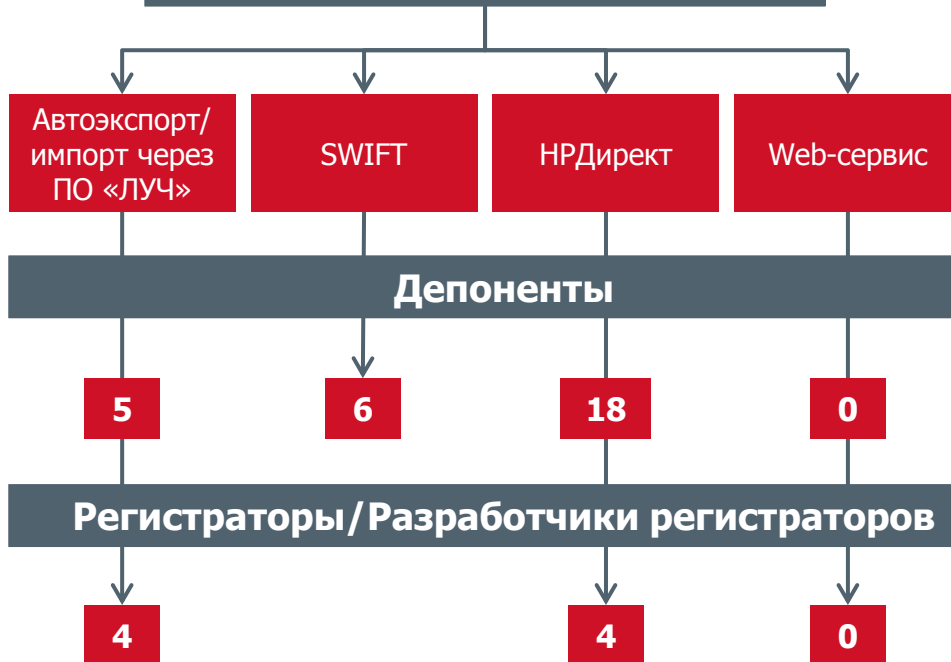 Автоэкспорт/
импорт через
ПО «ЛУЧ»
SWIFT
НРДирект
Web-сервис
Депоненты
5
6
18
0
Регистраторы/Разработчики регистраторов
4
4
0